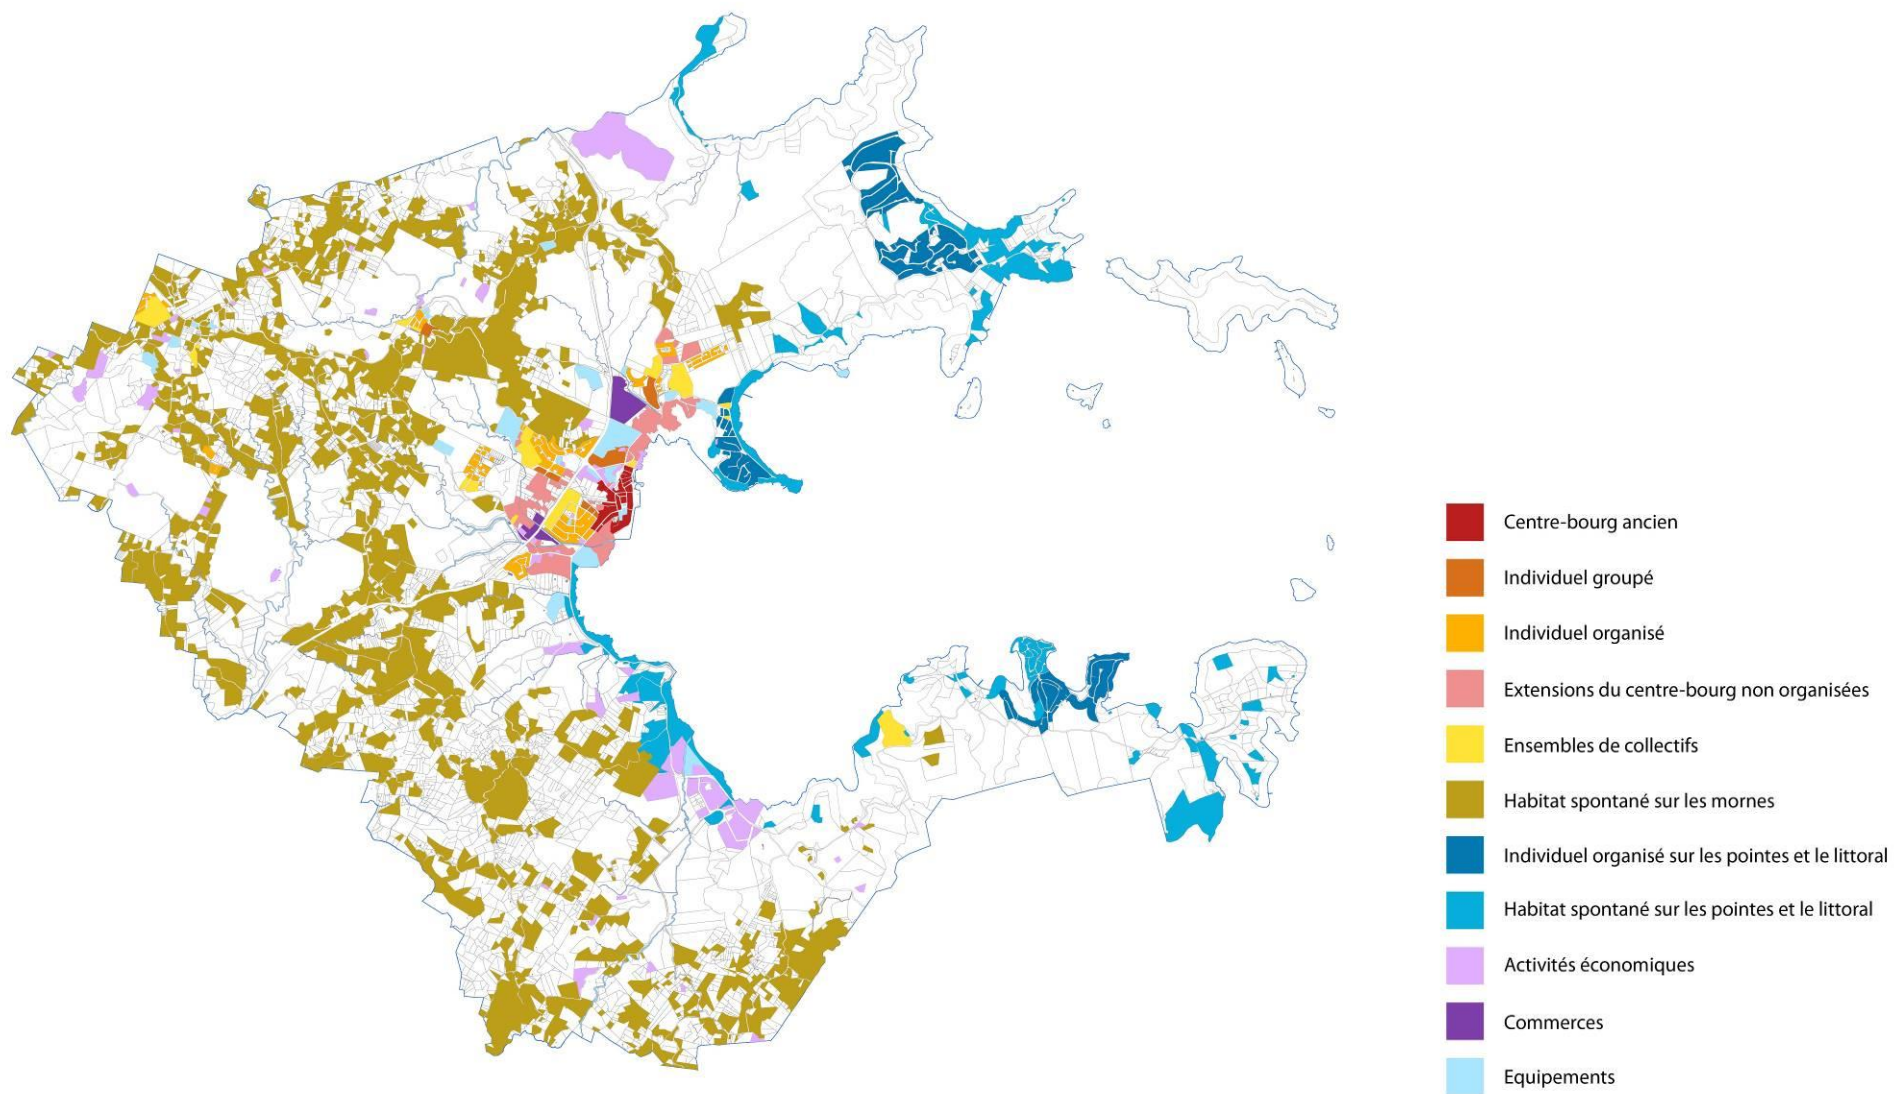 Centre-bourg ancien
Individuel groupé
Individuel organisé
Extensions du centre-bourg non organisées
Ensembles de collectifs
Habitat spontané sur les mornes
Individuel organisé sur les pointes et le littoral
Habitat spontané sur les pointes et le littoral
Activités économiques
Commerces
Equipements